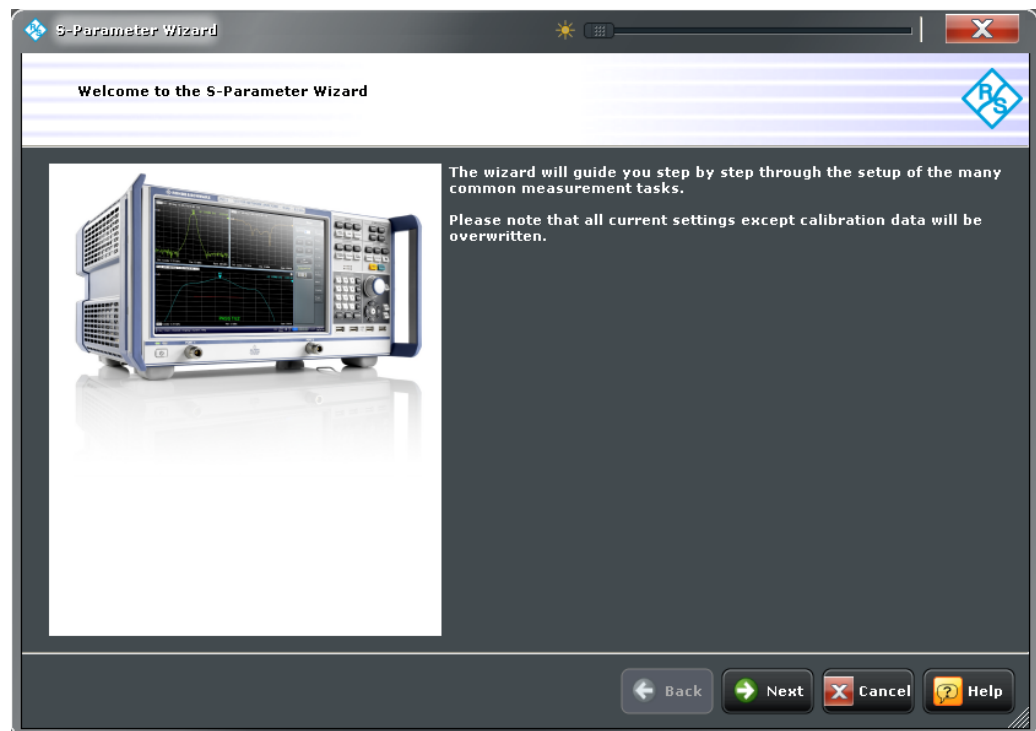 S-Parameter Wizard
X
Welcome to the S-Parameter Wizard
R/S
The wizard will guide you step by step through the setup of the many
common measurement tasks.
Please note that all current settings except calibration data will be
overwritten.
Back
Next
X Cancel
? Help